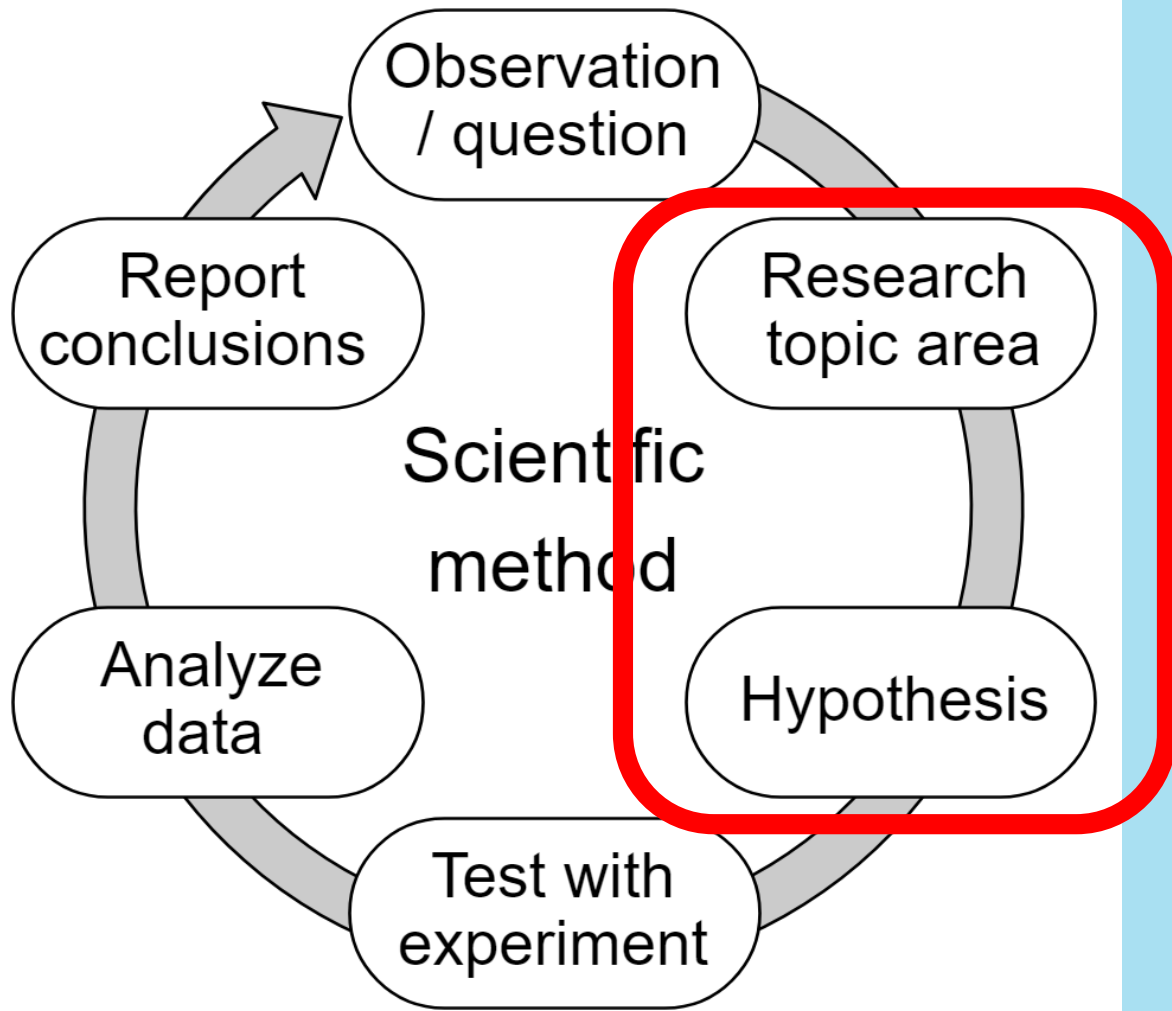 Observation
/ question
Research
topic area
Hypothesis
Test with
experiment
Analyze
data
Report
conclusions
Scientific
method